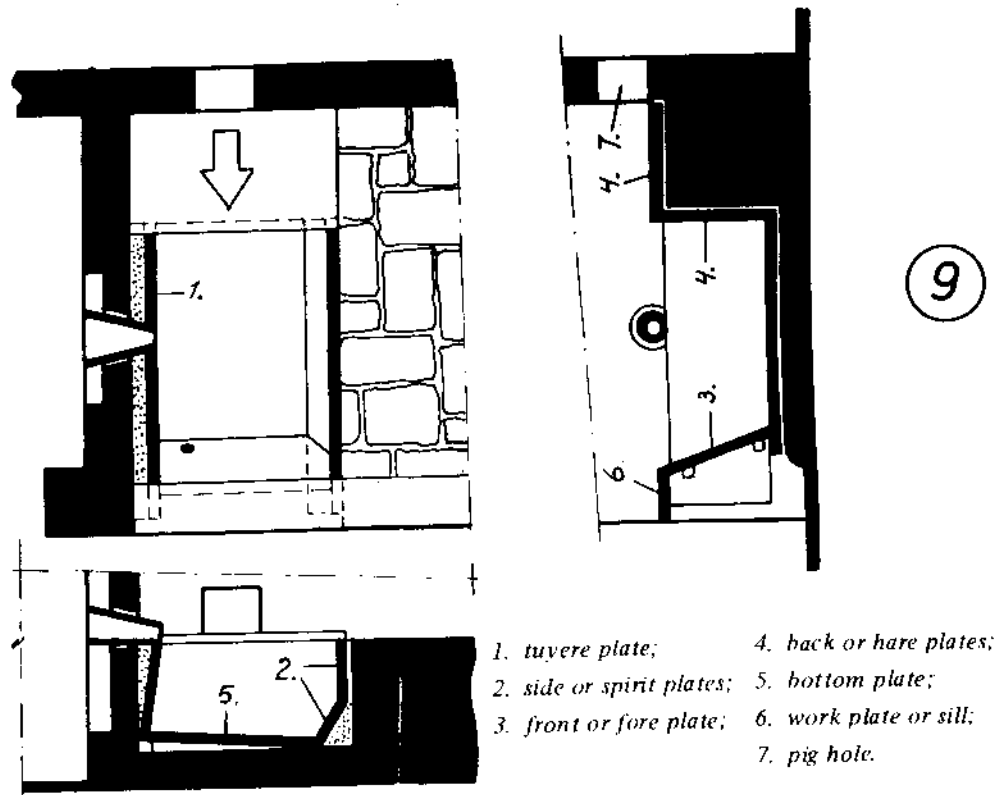 7.
4.
1.
4.
9
3.
6.
2.
5.
1. tuyere plate;
2. side or spirit plates;
3. front or fore plate;
4. back or hare plates;
5. bottom plate;
6. work plate or sill;
7. pig hole.